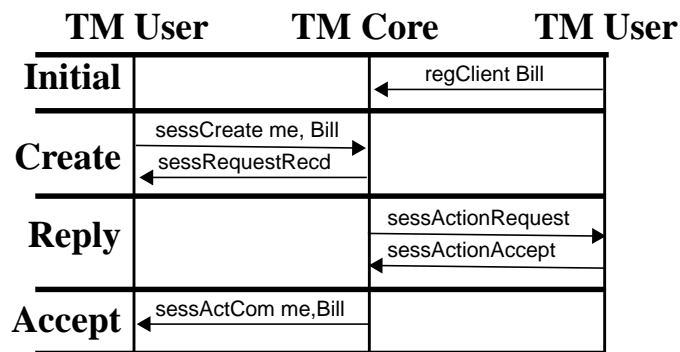 TM User TM Core TM User
Initial
regClient Bill
sessCreate me, Bill
Create
sessRequestRecd
sessActionRequest
Reply
sessActionAccept
sessActCom me,Bill
Accept